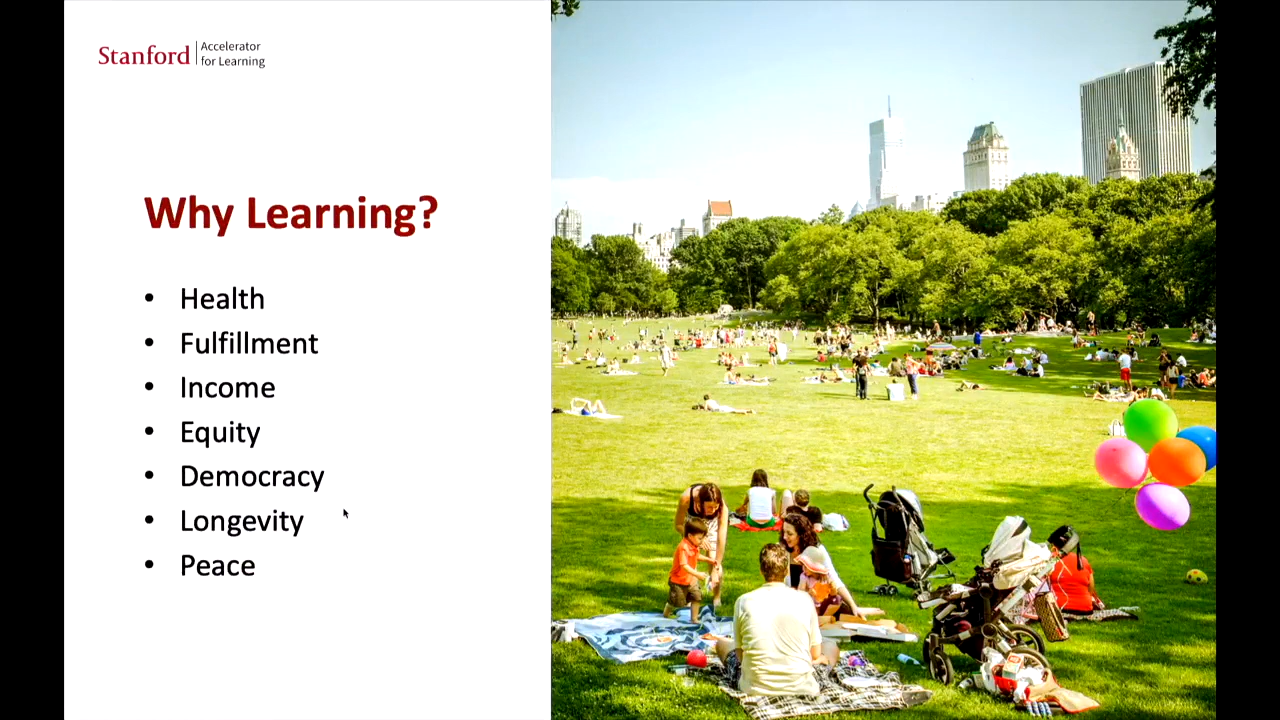 Stanford
Accelerator
for Learning
Why Learning?
• Health
• Fulfillment
• Income
• Equity
• Democracy
• Longevity
• Peace